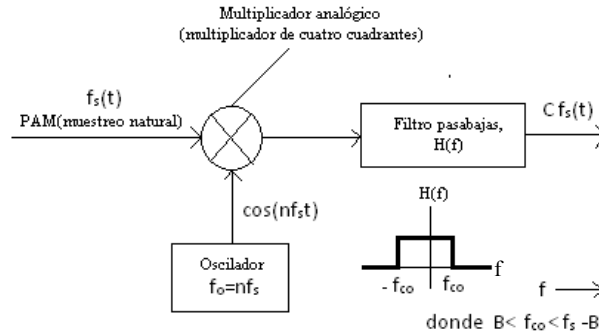 Multiplicador analógico
(multiplicador de cuatro cuadrantes)
fs(t)
PAM(muestreo natural)
Filtro pasabajas,
H(f)
C fs(t)
cos(nfst)
Oscilador
fo=nfs
H(f)
f
- fco
fco
f
donde B< fco<fs -B